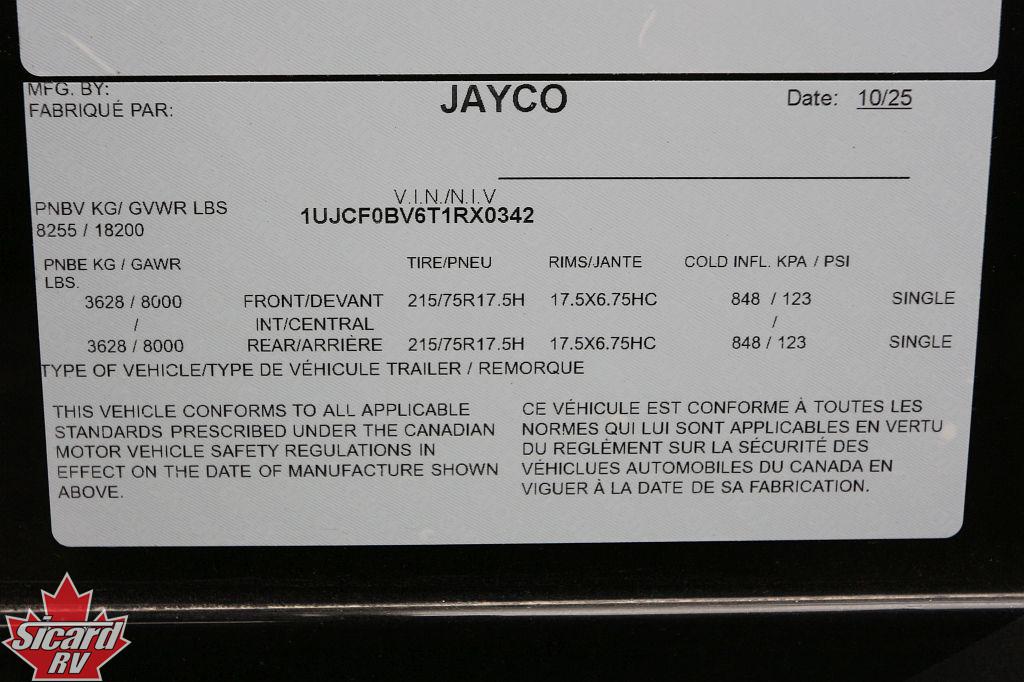 MFG. BY:
FABRIQUÉ PAR:
JAYCO
Date: 10/25
V.I.N./N.I.V
1UJCF0BV6T1RX0342
PNBV KG/ GVWR LBS
8255 / 18200
PNBE KG / GAWR LBS. TIRE/PNEU RIMS/JANTE COLD INFL. KPA / PSI
3628 / 8000 FRONT/DEVANT 215/75R17.5H 17.5X6.75HC 848 / 123 SINGLE
/ INT/CENTRAL /
3628 / 8000 REAR/ARRIÈRE 215/75R17.5H 17.5X6.75HC 848 / 123 SINGLE
TYPE OF VEHICLE/TYPE DE VÉHICULE TRAILER / REMORQUE
THIS VEHICLE CONFORMS TO ALL APPLICABLE
STANDARDS PRESCRIBED UNDER THE CANADIAN
MOTOR VEHICLE SAFETY REGULATIONS IN
EFFECT ON THE DATE OF MANUFACTURE SHOWN
ABOVE.
CE VÉHICULE EST CONFORME À TOUTES LES
NORMES QUI LUI SONT APPLICABLES EN VERTU
DU REGLÈMENT SUR LA SÉCURITÉ DES
VÉHICLUES AUTOMOBILES DU CANADA EN
VIGUER À LA DATE DE SA FABRICATION.
Sicard
RV